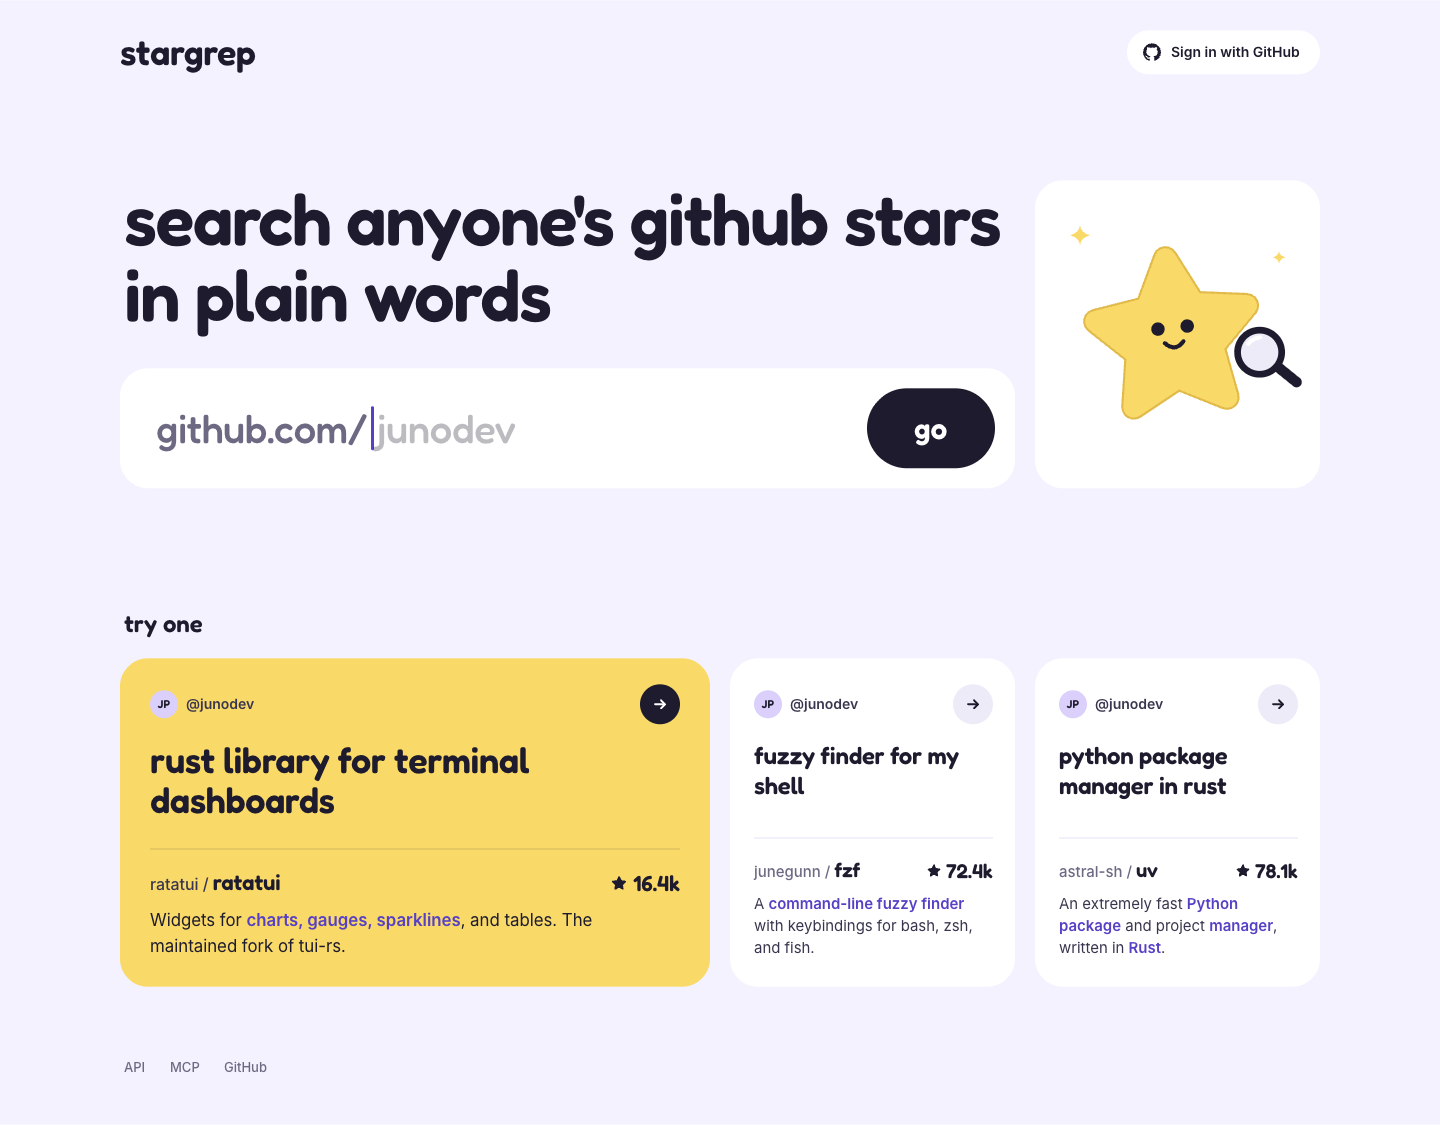 stargrep
Sign in with GitHub
search anyone's github stars
in plain words
github.com/junodev
go
try one
JP @junodev
rust library for terminal
dashboards
ratatui / ratatui
16.4k
Widgets for charts, gauges, sparklines, and tables. The
maintained fork of tui-rs.
JP @junodev
fuzzy finder for my
shell
junegunn / fzf
72.4k
A command-line fuzzy finder
with keybindings for bash, zsh,
and fish.
JP @junodev
python package
manager in rust
astral-sh / uv
78.1k
An extremely fast Python
package and project manager,
written in Rust.
API MCP GitHub